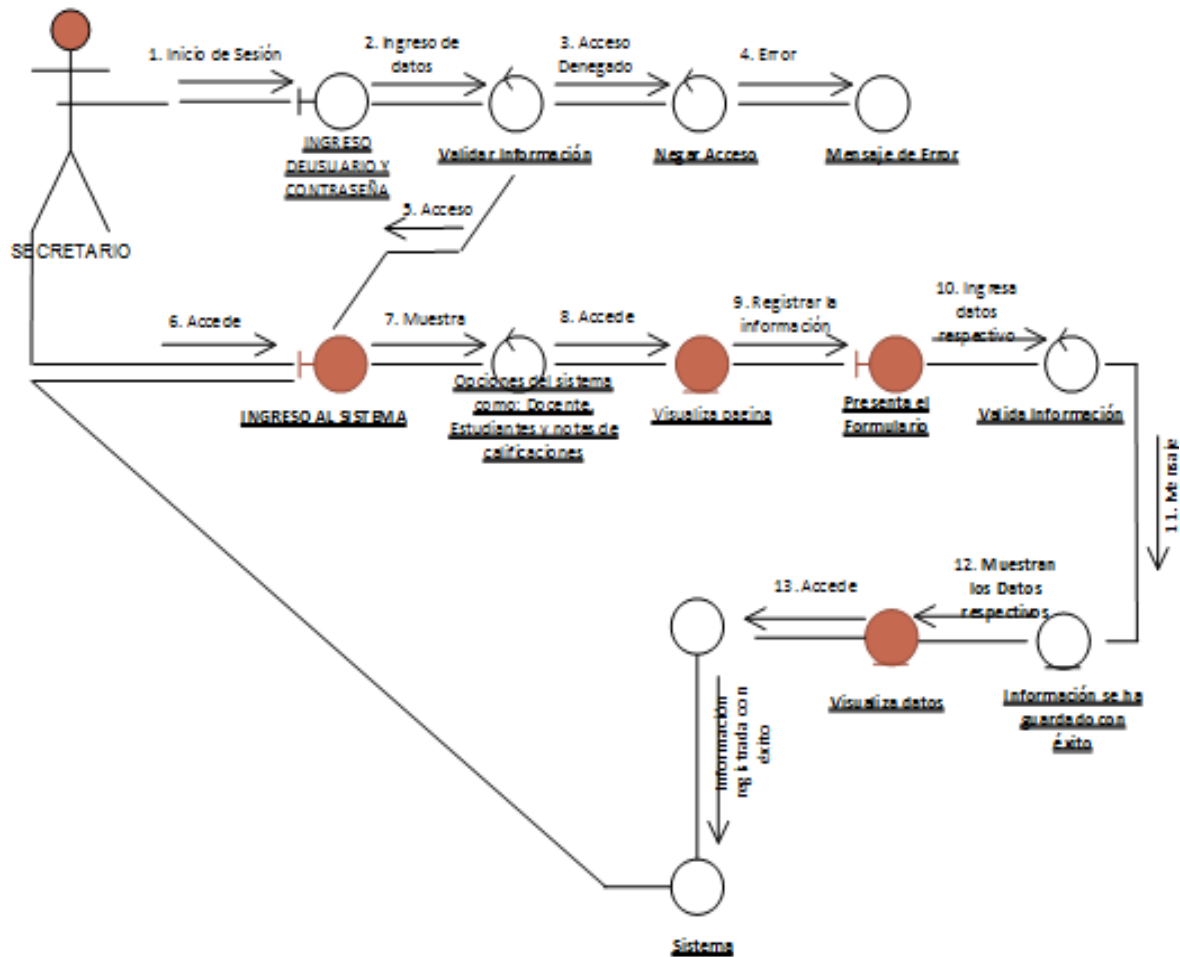 1. Inicio de Sesión
2. Ingreso de
datos
3. Acceso
Denegado
4. Error
INGRESO
DEUSUARIO Y
CONTRASEÑA
Validar Información
Negar Acceso
Mensaje de Error
5. Acceso
SECRETARIO
6. Accede
7. Muestra
8. Accede
9. Registrar la
información
10. Ingresa
datos
respectivo
INGRESO AL SISTEMA
Opciones del sistema
como: Docente,
Estudiantes y notas de
calificaciones
Visualiza pagina
Presenta el
Formulario
Valida Información
11. Mensaje
12. Muestran
los Datos
respectivos
13. Accede
Visualiza datos
Información se ha
guardado con
éxito
Información
registrada con
éxito
Sistema